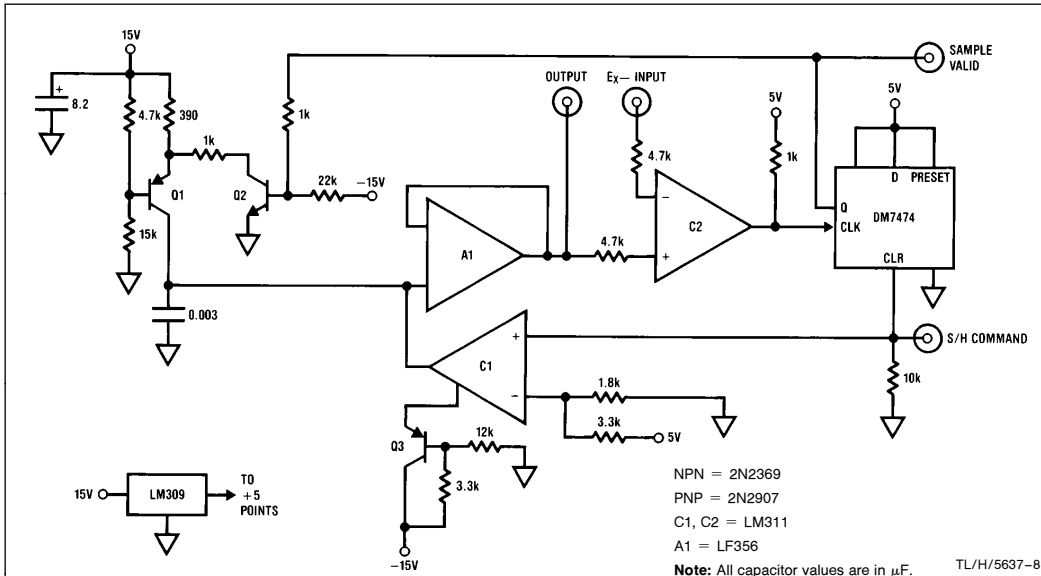 15V
8.2
+
4.7k
390
1k
Q1
15k
0.003
Q2
1k
22k
−15V
A1
OUTPUT
EX− INPUT
4.7k
4.7k
−
+
C2
5V
1k
5V
D PRESET
Q
DM7474
CLK
CLR
SAMPLE
VALID
S/H COMMAND
10k
+
−
C1
1.8k
3.3k
5V
Q3
12k
3.3k
−15V
15V
LM309
TO
+5
POINTS
NPN = 2N2369
PNP = 2N2907
C1, C2 = LM311
A1 = LF356
Note: All capacitor values are in μF.
TL/H/5637–8